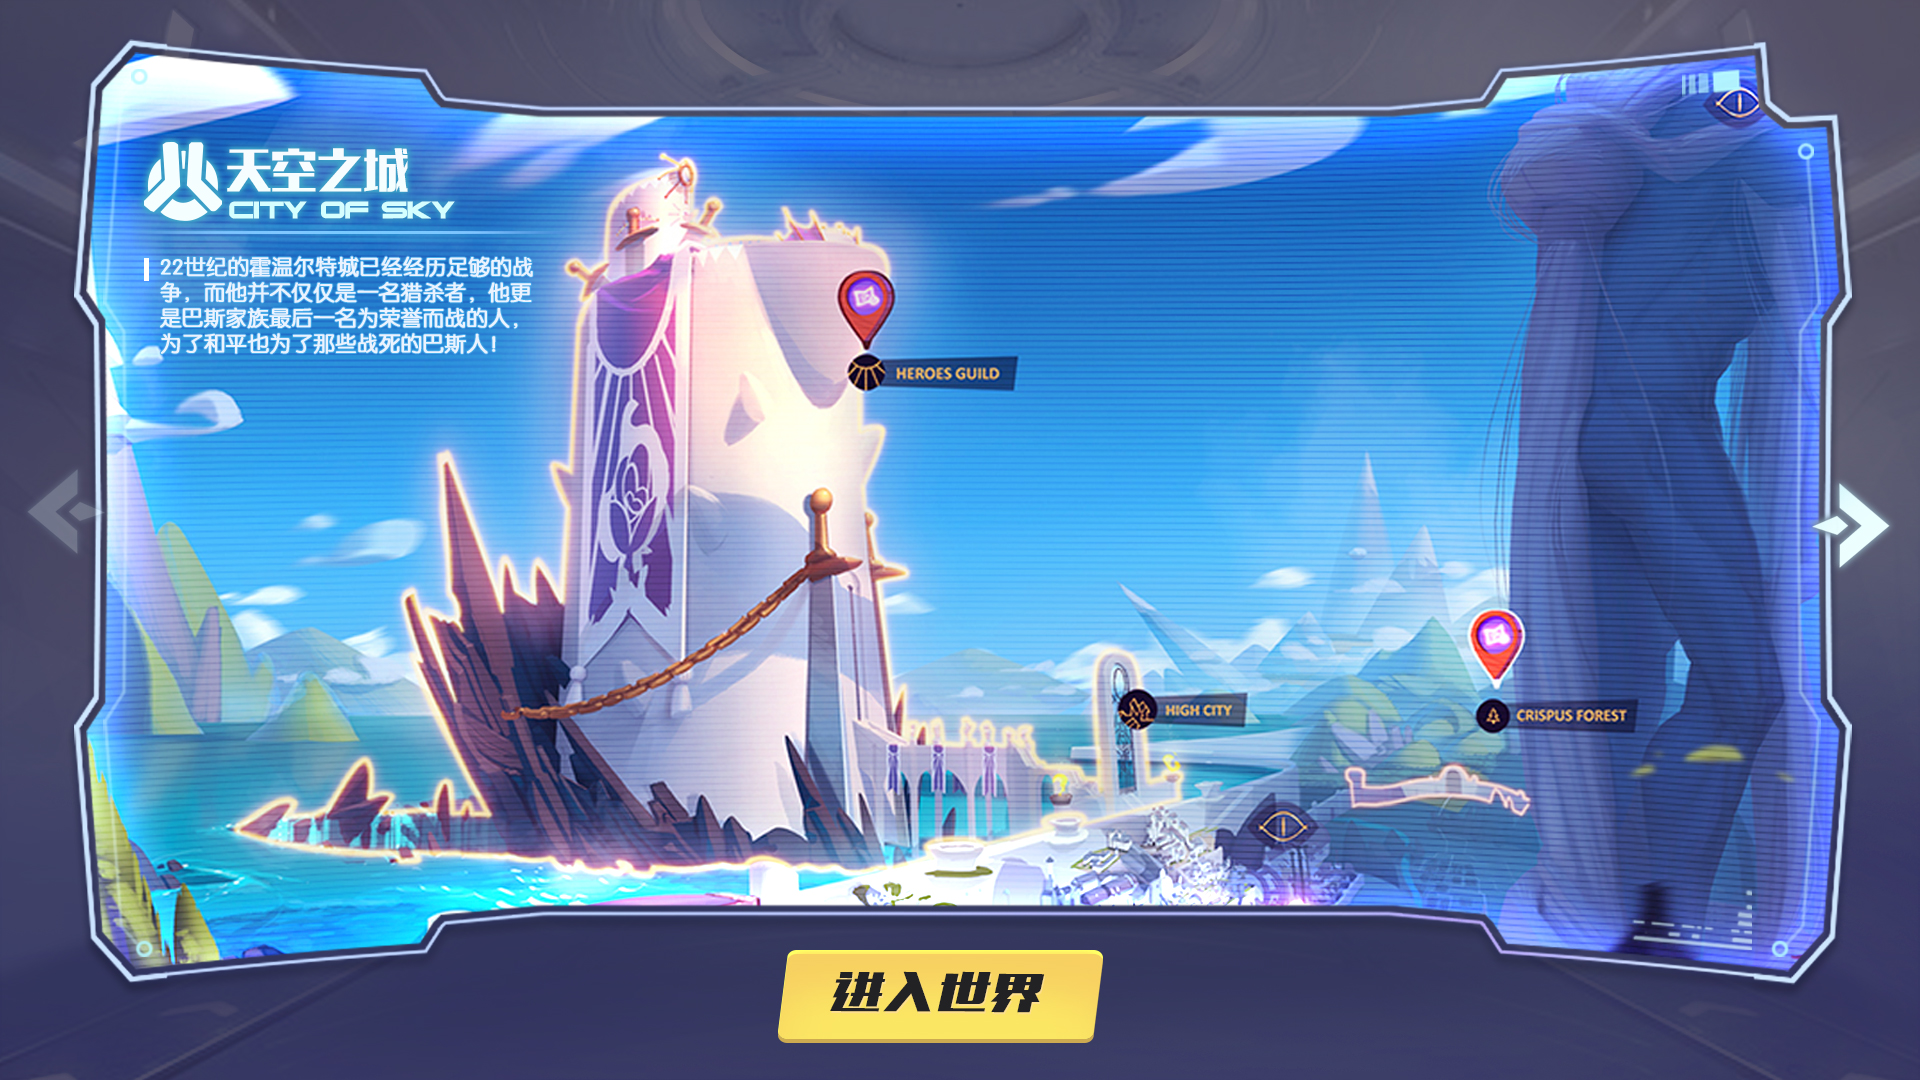 天空之城
CITY OF SKY
22世纪的霍温尔特城已经经历足够的战
争，而他并不仅仅是一名猎杀者，他更
是巴斯家族最后一名为荣誉而战的人，
为了和平也为了那些战死的巴斯人！
HEROES GUILD
HIGH CITY
CRISPUS FOREST
进入世界